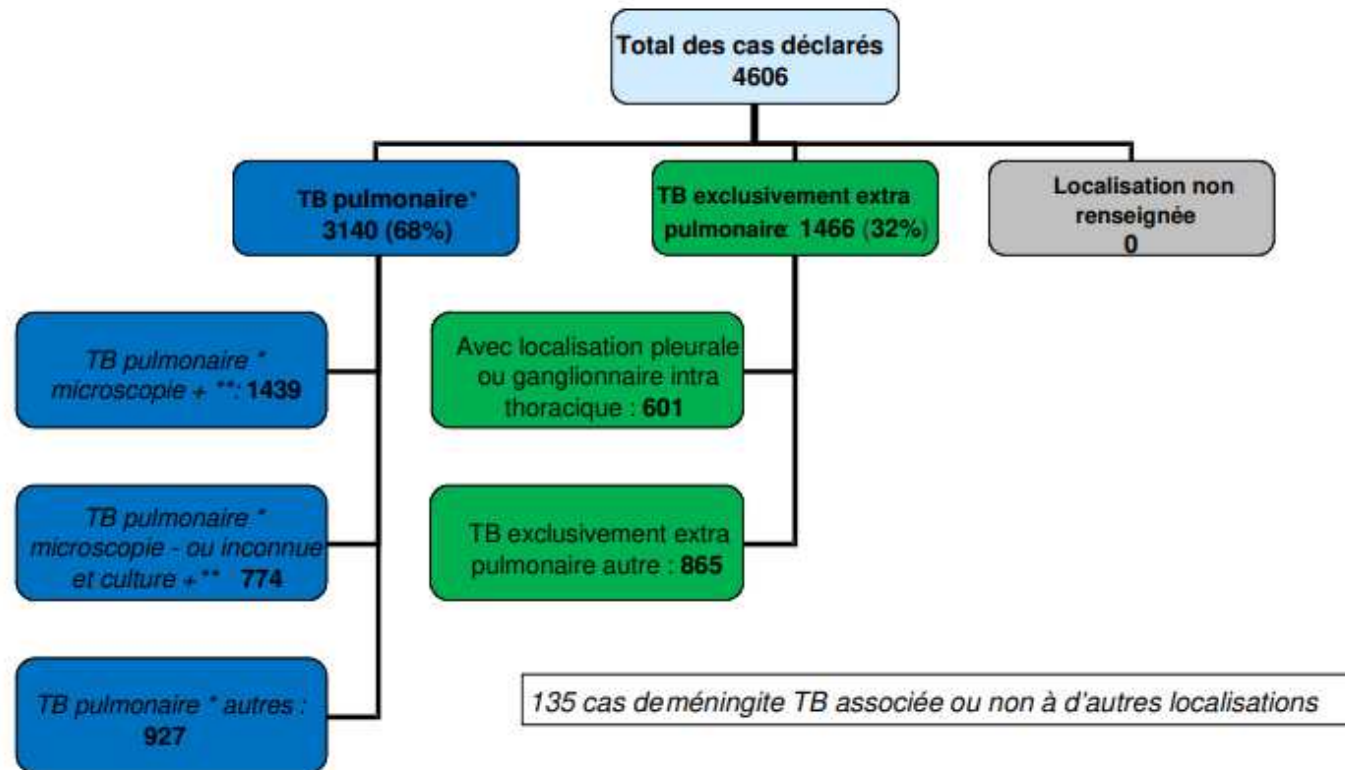 Total des cas déclarés
4606
TB pulmonaire*
3140 (68%)
TB exclusivement extra
pulmonaire: 1466 (32%)
Localisation non
renseignée
0
TB pulmonaire *
microscopie + **: 1439
Avec localisation pleurale
ou ganglionnaire intra
thoracique : 601
TB pulmonaire *
microscopie - ou inconnue
et culture +** : 774
TB exclusivement extra
pulmonaire autre : 865
TB pulmonaire * autres :
927
135 cas de méningite TB associée ou non à d'autres localisations